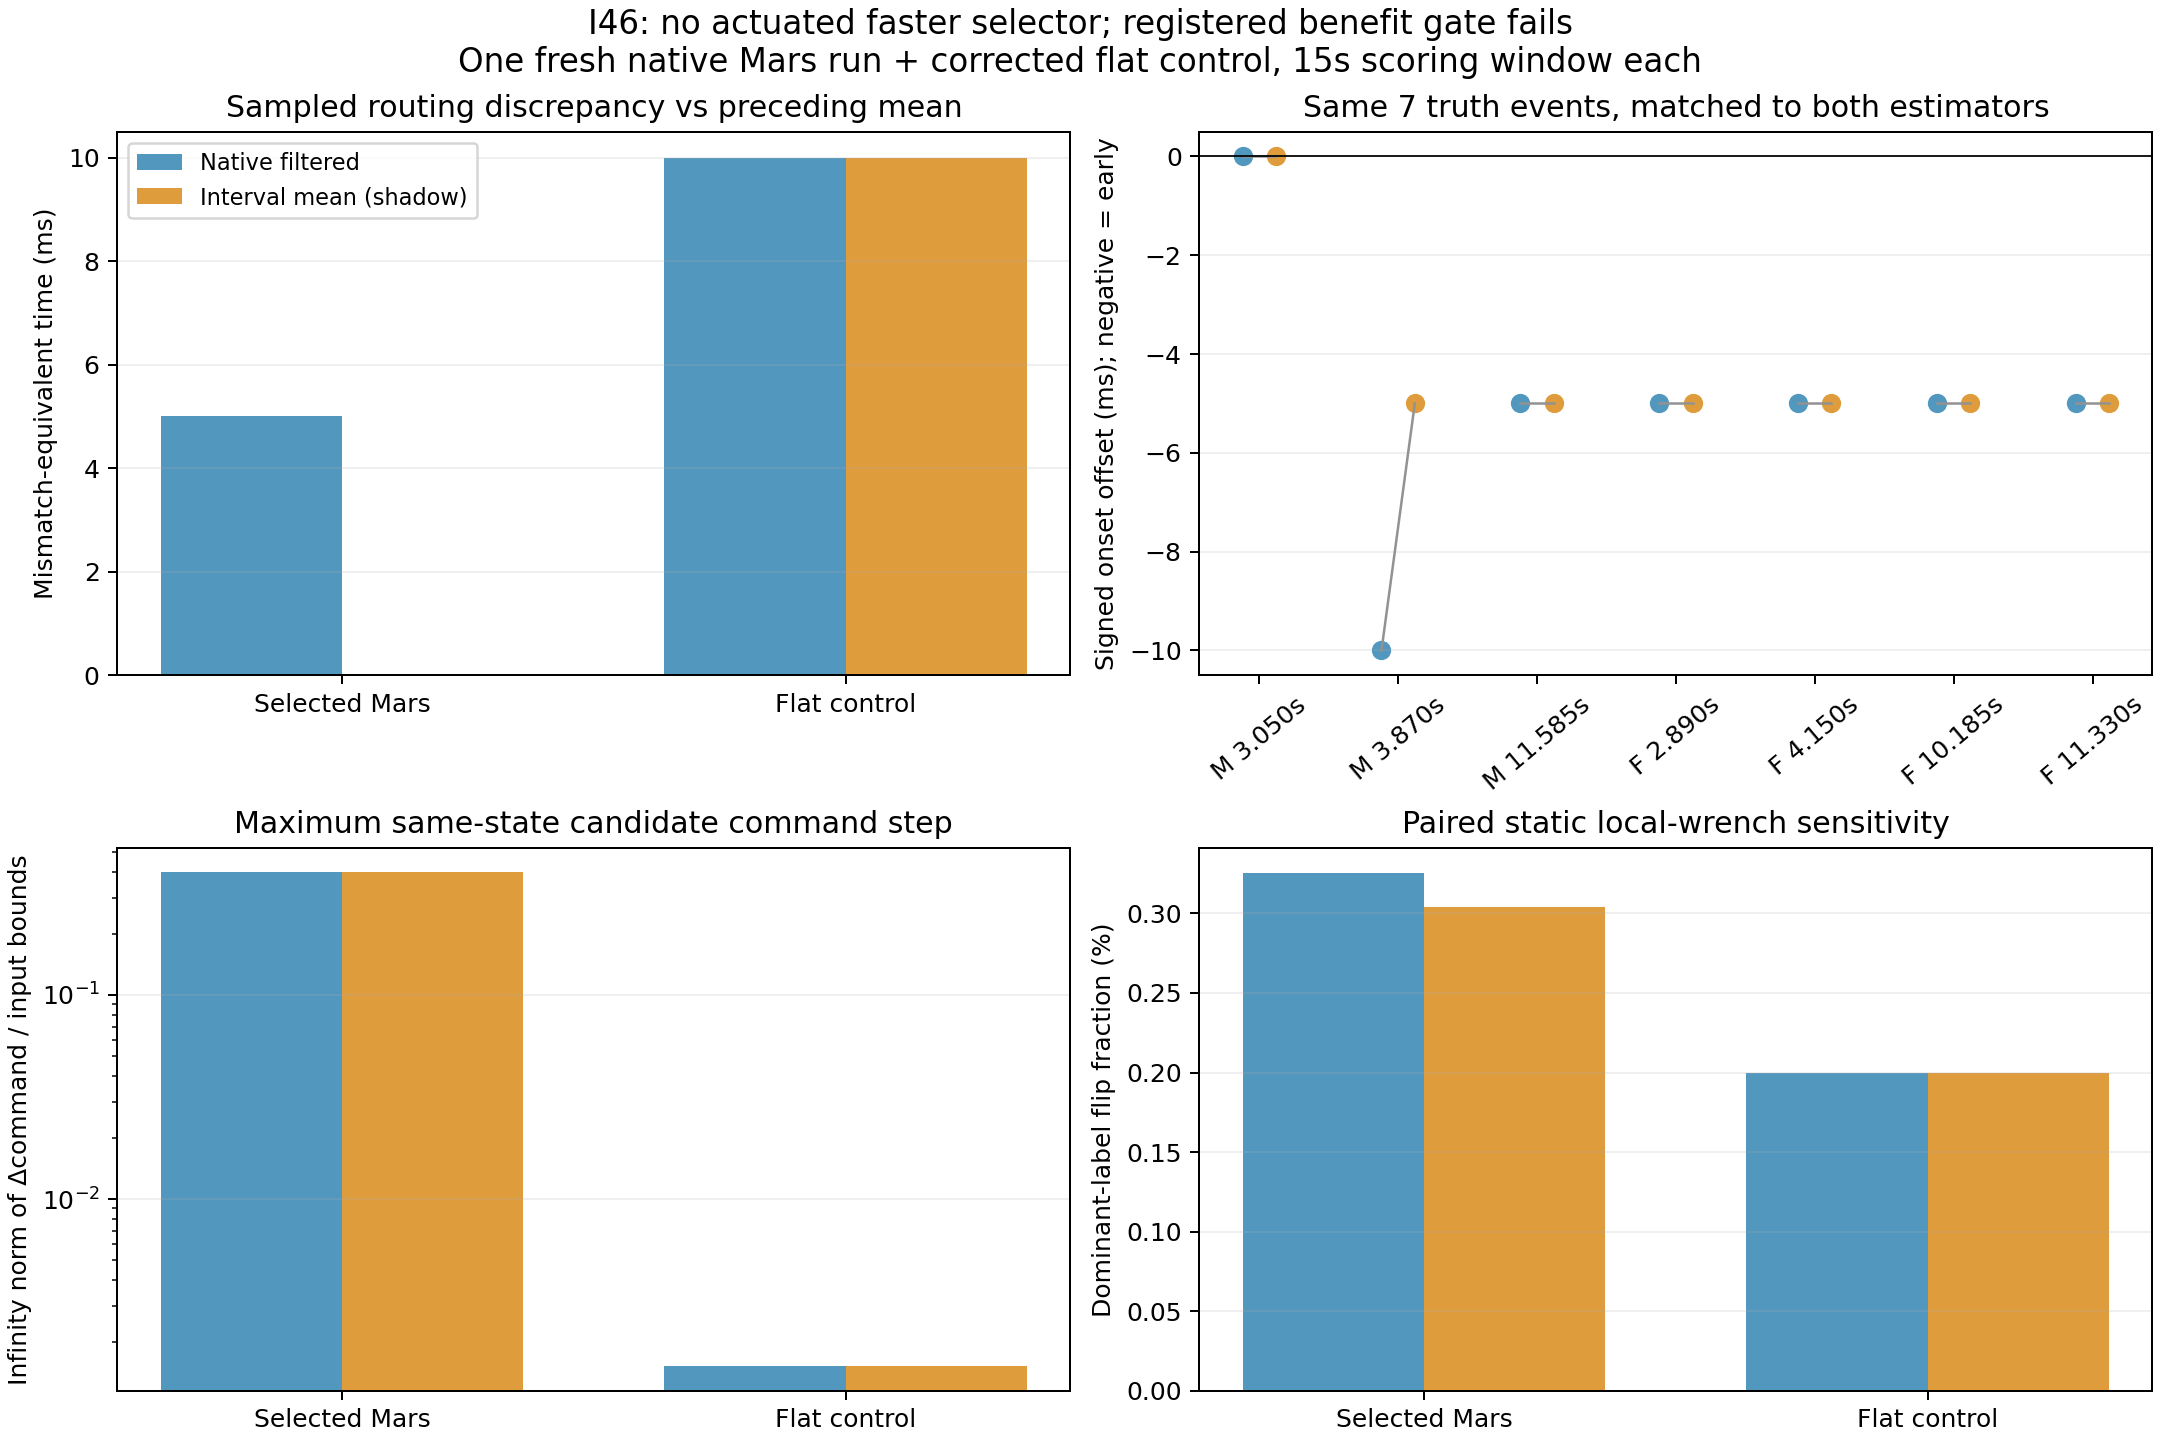 I46: no actuated faster selector; registered benefit gate fails
One fresh native Mars run + corrected flat control, 15s scoring window each
Sampled routing discrepancy vs preceding mean
Mismatch-equivalent time (ms)
10
8
6
4
2
0
Native filtered
Interval mean (shadow)
Selected Mars
Flat control
Same 7 truth events, matched to both estimators
Signed onset offset (ms); negative = early
0
−2
−4
−6
−8
−10
M 3.050s
M 3.870s
M 11.585s
F 2.890s
F 4.150s
F 10.185s
F 11.330s
Maximum same-state candidate command step
Infinity norm of Δcommand / input bounds
10⁻¹
10⁻²
Selected Mars
Flat control
Paired static local-wrench sensitivity
Dominant-label flip fraction (%)
0.30
0.25
0.20
0.15
0.10
0.05
0.00
Selected Mars
Flat control